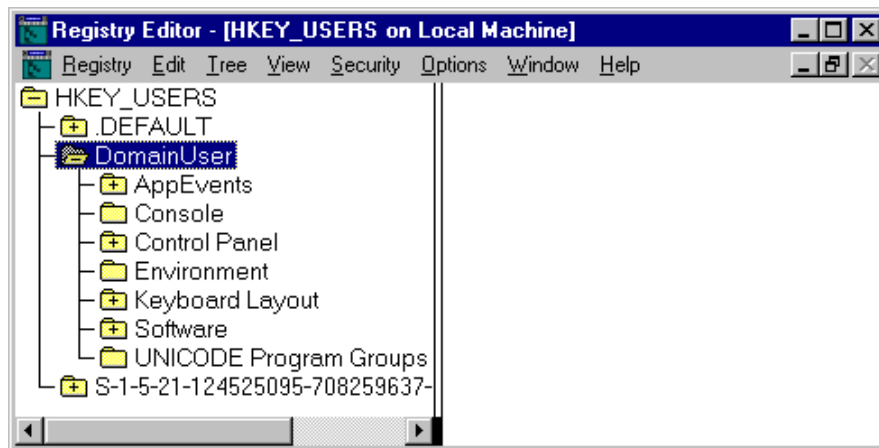 Registry Editor - [HKEY_USERS on Local Machine]
Registry Edit Tree View Security Options Window Help
HKEY_USERS
.DEFAULT
DomainUser
AppEvents
Console
Control Panel
Environment
Keyboard Layout
Software
UNICODE Program Groups
S-1-5-21-124525095-708259637-